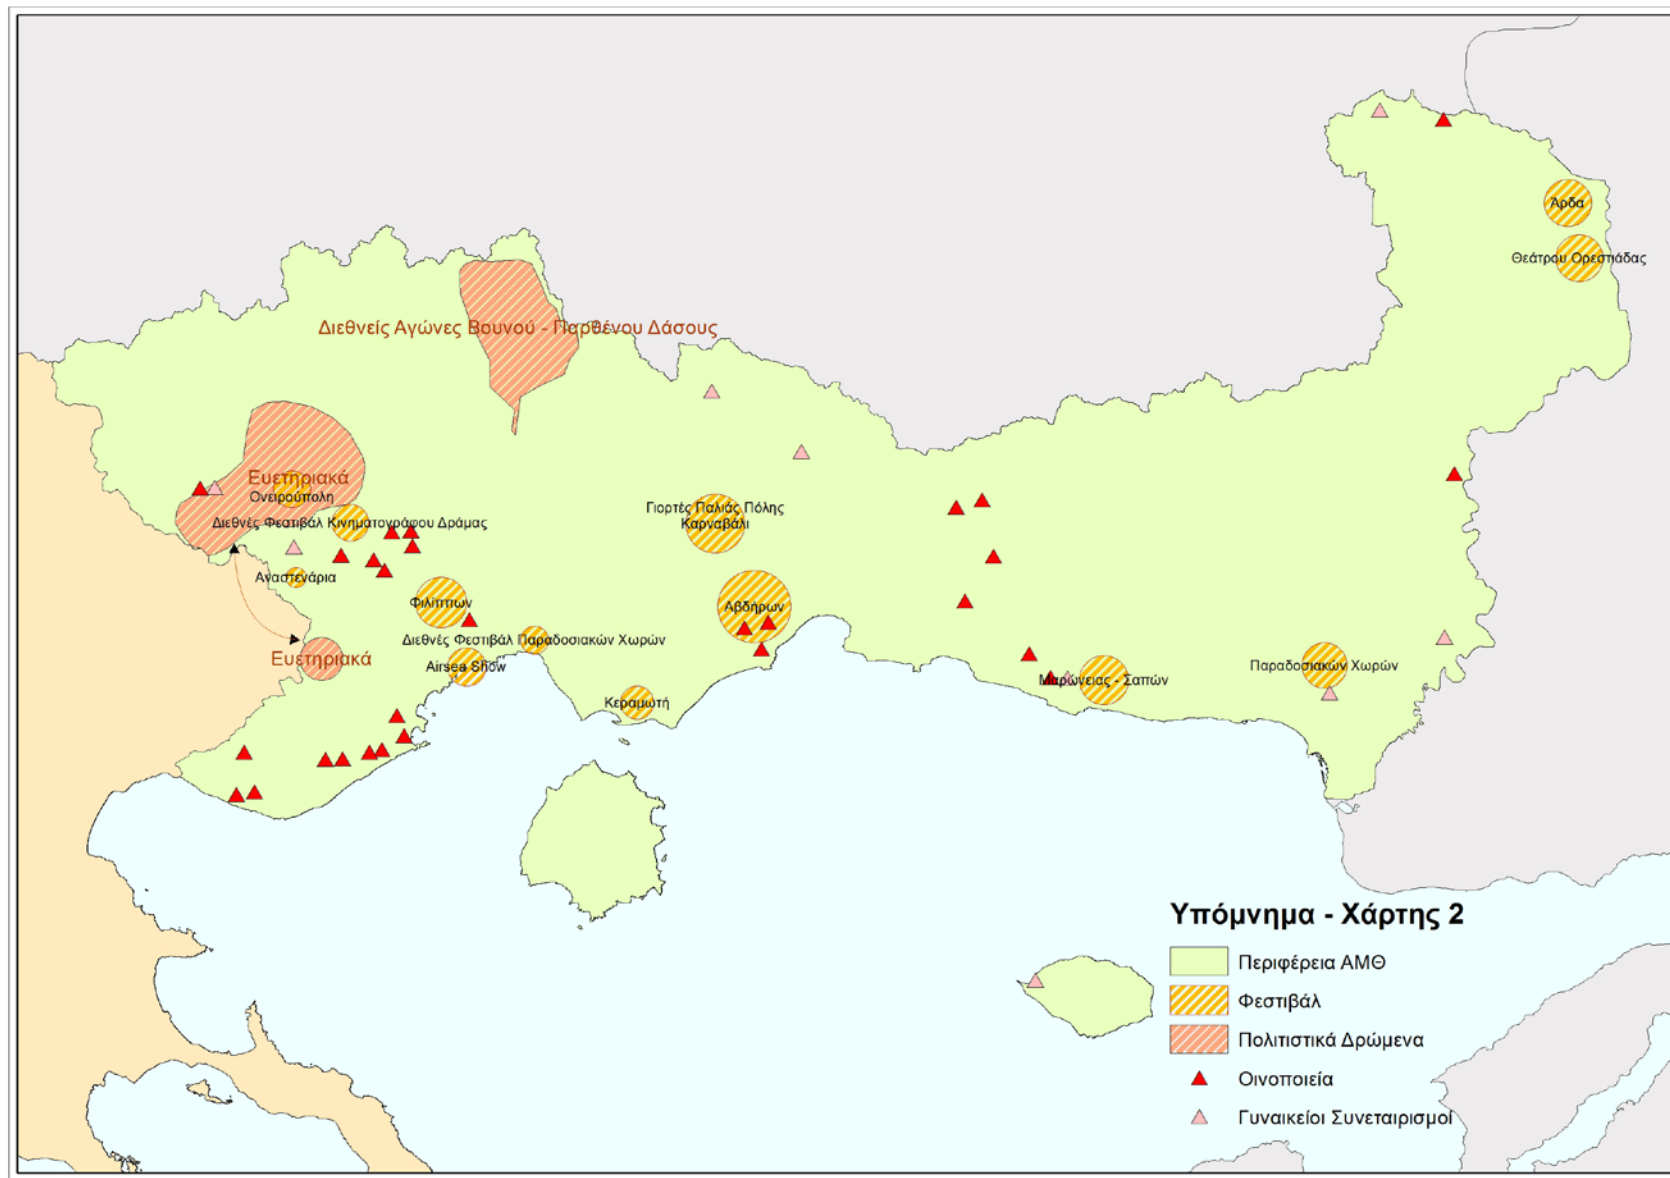 Άρδα
Θεάτρου Ορεστιάδας
Διεθνείς Αγώνες Βουνού - Παρθένου Δάσους
Ευετηριακά
Ονειρούπολη
Διεθνές Φεστιβάλ Κινηματογράφου Δράμας
Γιορτές Παλιάς Πόλης
Καρναβάλι
Αναστενάρια
Φιλίππων
Αβδήρων
Διεθνές Φεστιβάλ Παραδοσιακών Χωρών
Ευετηριακά
Airsea Show
Παραδοσιακών Χωρών
Μαρώνειας - Σαπών
Κεραμωτή
Υπόμνημα - Χάρτης 2
Περιφέρεια ΑΜΘ
Φεστιβάλ
Πολιτιστικά Δρώμενα
Οινοποιεία
Γυναικείοι Συνεταιρισμοί